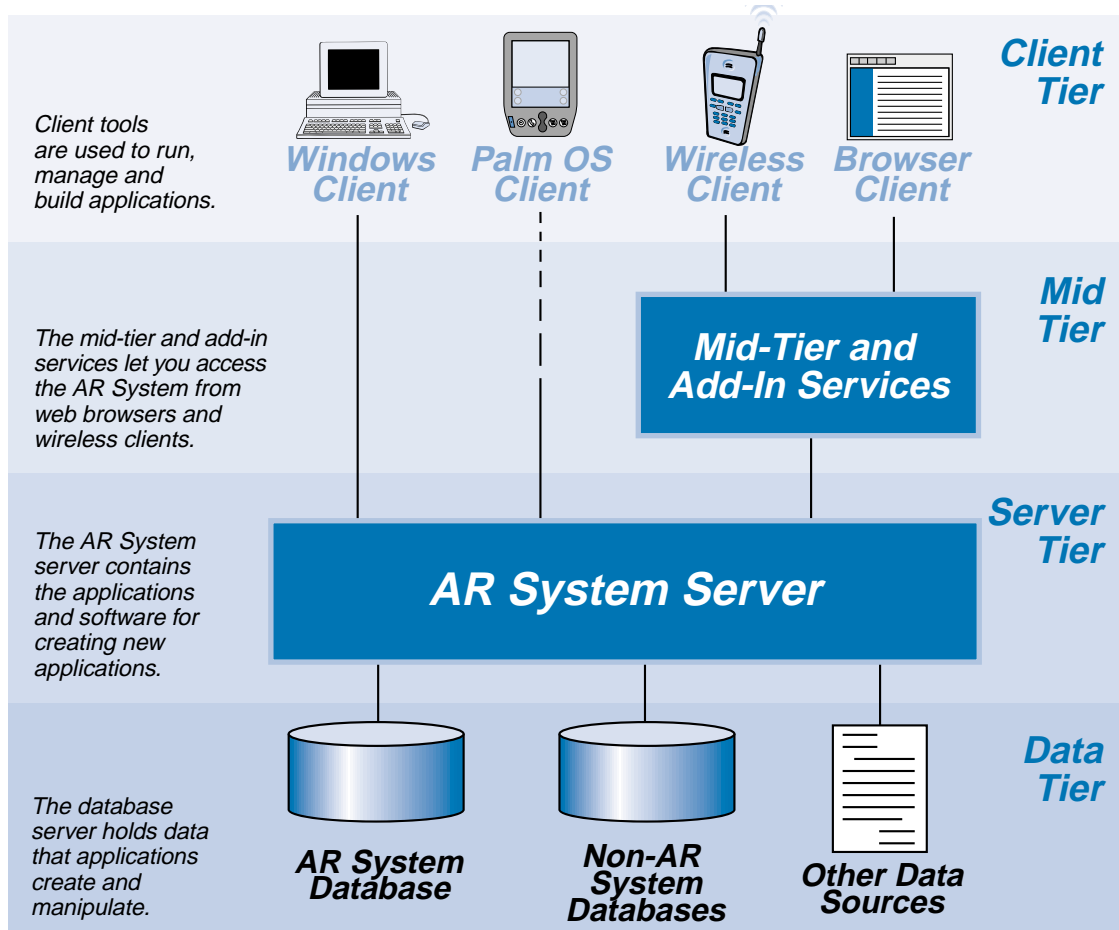 Client
Tier
Client tools
are used to run,
manage and
build applications.
Windows
Client
Palm OS
Client
Wireless
Client
Browser
Client
Mid
Tier
The mid-tier and add-in
services let you access
the AR System from
web browsers and
wireless clients.
Mid-Tier and
Add-In Services
Server
Tier
The AR System
server contains
the applications
and software for
creating new
applications.
AR System Server
Data
Tier
The database
server holds data
that applications
create and
manipulate.
AR System
Database
Non-AR
System
Databases
Other Data
Sources